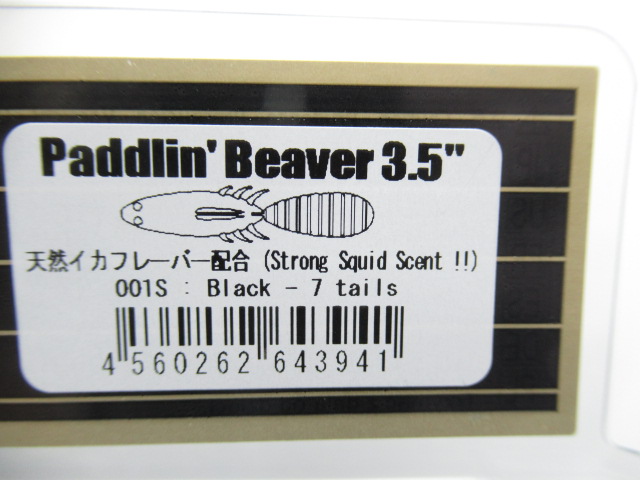 Paddlin' Beaver 3.5"
天然イカフレーバー配合 (Strong Squid Scent !!)
001S : Black - 7 tails
4 560262 643941